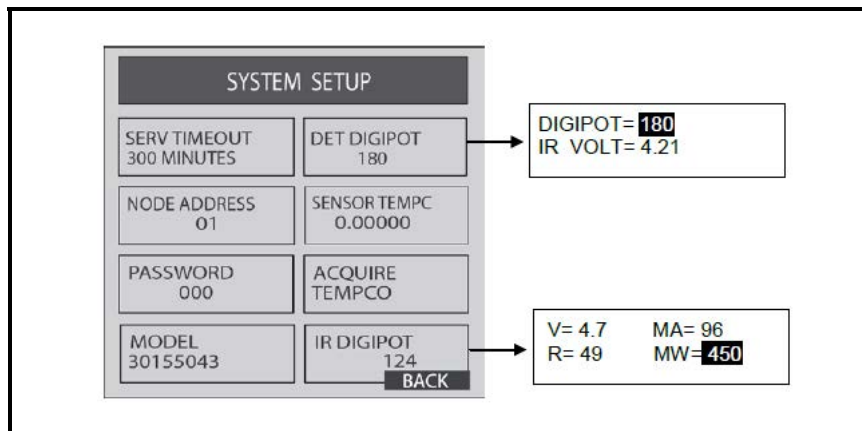 SYSTEM SETUP
SERV TIMEOUT
300 MINUTES
DET DIGIPOT
180
DIGIPOT= 180
IR VOLT= 4.21
NODE ADDRESS
01
SENSOR TEMPC
0.00000
PASSWORD
000
ACQUIRE
TEMPCO
MODEL
30155043
IR DIGIPOT
124
BACK
V= 4.7 MA= 96
R= 49 MW= 450